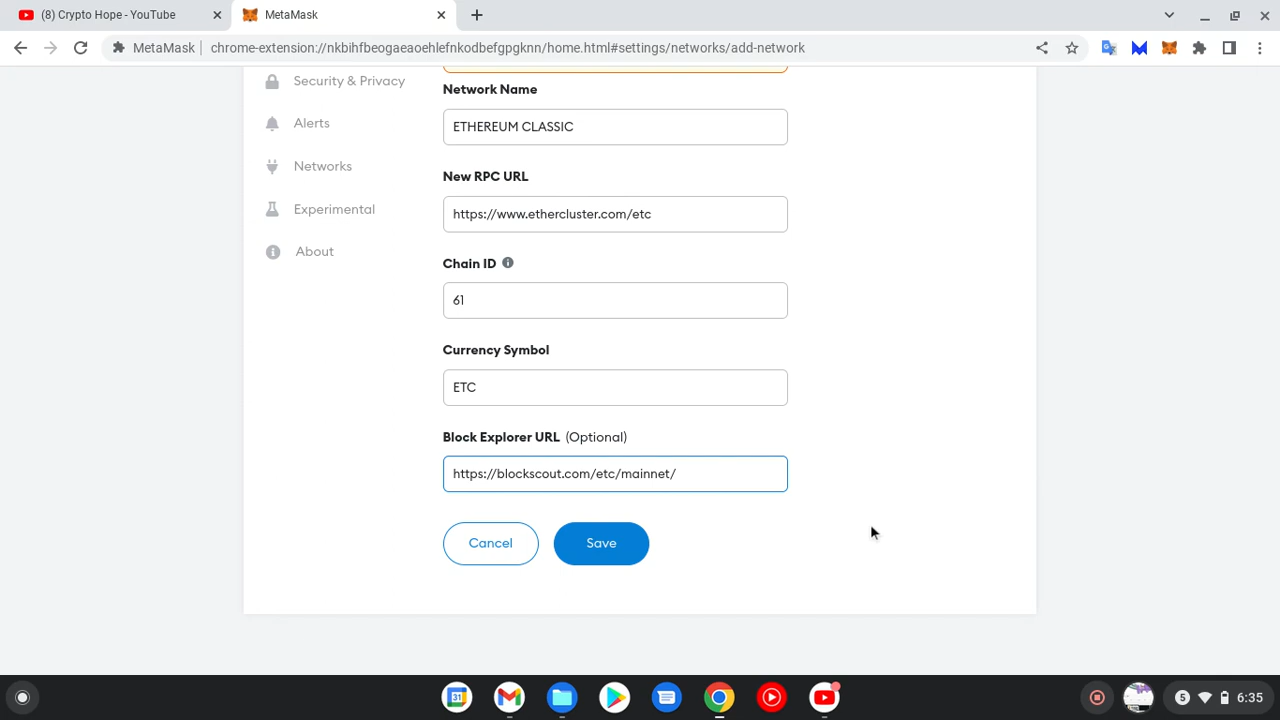 (8) Crypto Hope - YouTube
MetaMask
MetaMask
chrome-extension://nkbihfbeogaeaoehlefnkodbefgpgknn/home.html#settings/networks/add-network
Security & Privacy
Alerts
Networks
Experimental
About
Network Name
ETHEREUM CLASSIC
New RPC URL
https://www.ethercluster.com/etc
Chain ID
61
Currency Symbol
ETC
Block Explorer URL (Optional)
https://blockscout.com/etc/mainnet/
Cancel
Save
31
5
6:35